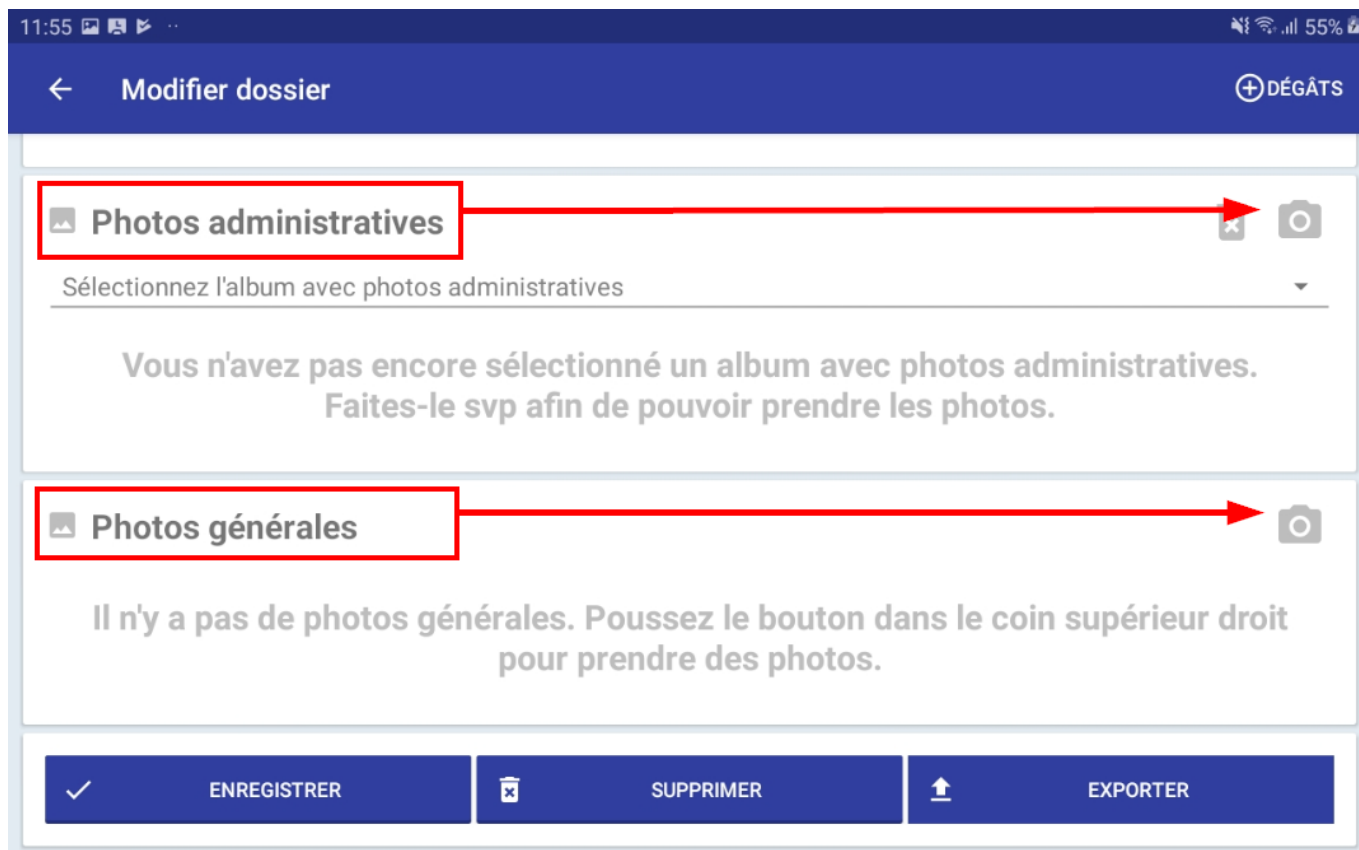 11:55 55%
Modifier dossier
DÉGÂTS
Photos administratives
Sélectionnez l'album avec photos administratives
Vous n'avez pas encore sélectionné un album avec photos administratives.
Faites-le svp afin de pouvoir prendre les photos.
Photos générales
Il n'y a pas de photos générales. Poussez le bouton dans le coin supérieur droit
pour prendre des photos.
ENREGISTRER SUPPRIMER EXPORTER